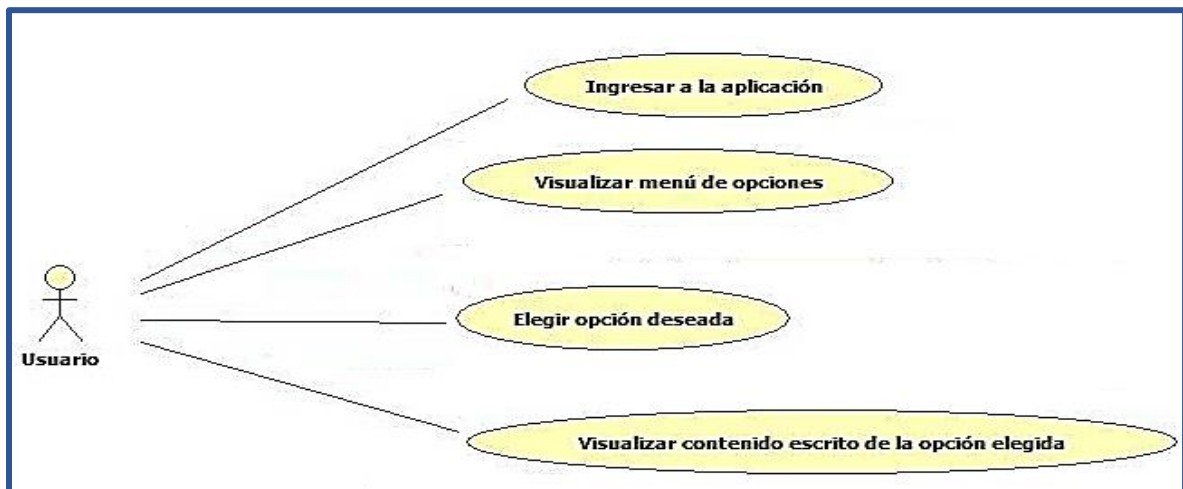 Ingresar a la aplicación
Visualizar menú de opciones
Elegir opción deseada
Usuario
Visualizar contenido escrito de la opción elegida